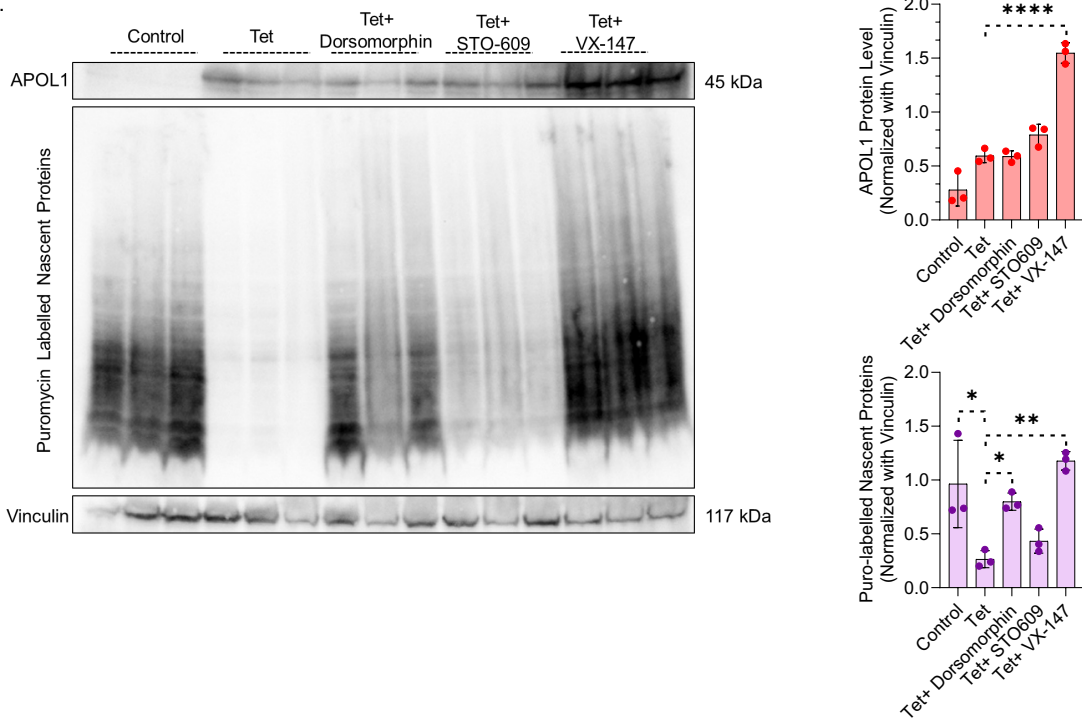 Control
Tet
Tet+
Dorsomorphin
Tet+
STO-609
Tet+
VX-147
APOL1
45 kDa
Puromycin Labelled Nascent Proteins
Vinculin
117 kDa
APOL1 Protein Level
(Normalized with Vinculin)
2.0
1.5
1.0
0.5
0.0
****
Control
Tet
Tet+ Dorsomorphin
Tet+ STO609
Tet+ VX-147
Puro-labelled Nascent Proteins
(Normalized with Vinculin)
2.0
1.5
1.0
0.5
0.0
*
**
*
Control
Tet
Tet+ Dorsomorphin
Tet+ STO609
Tet+ VX-147